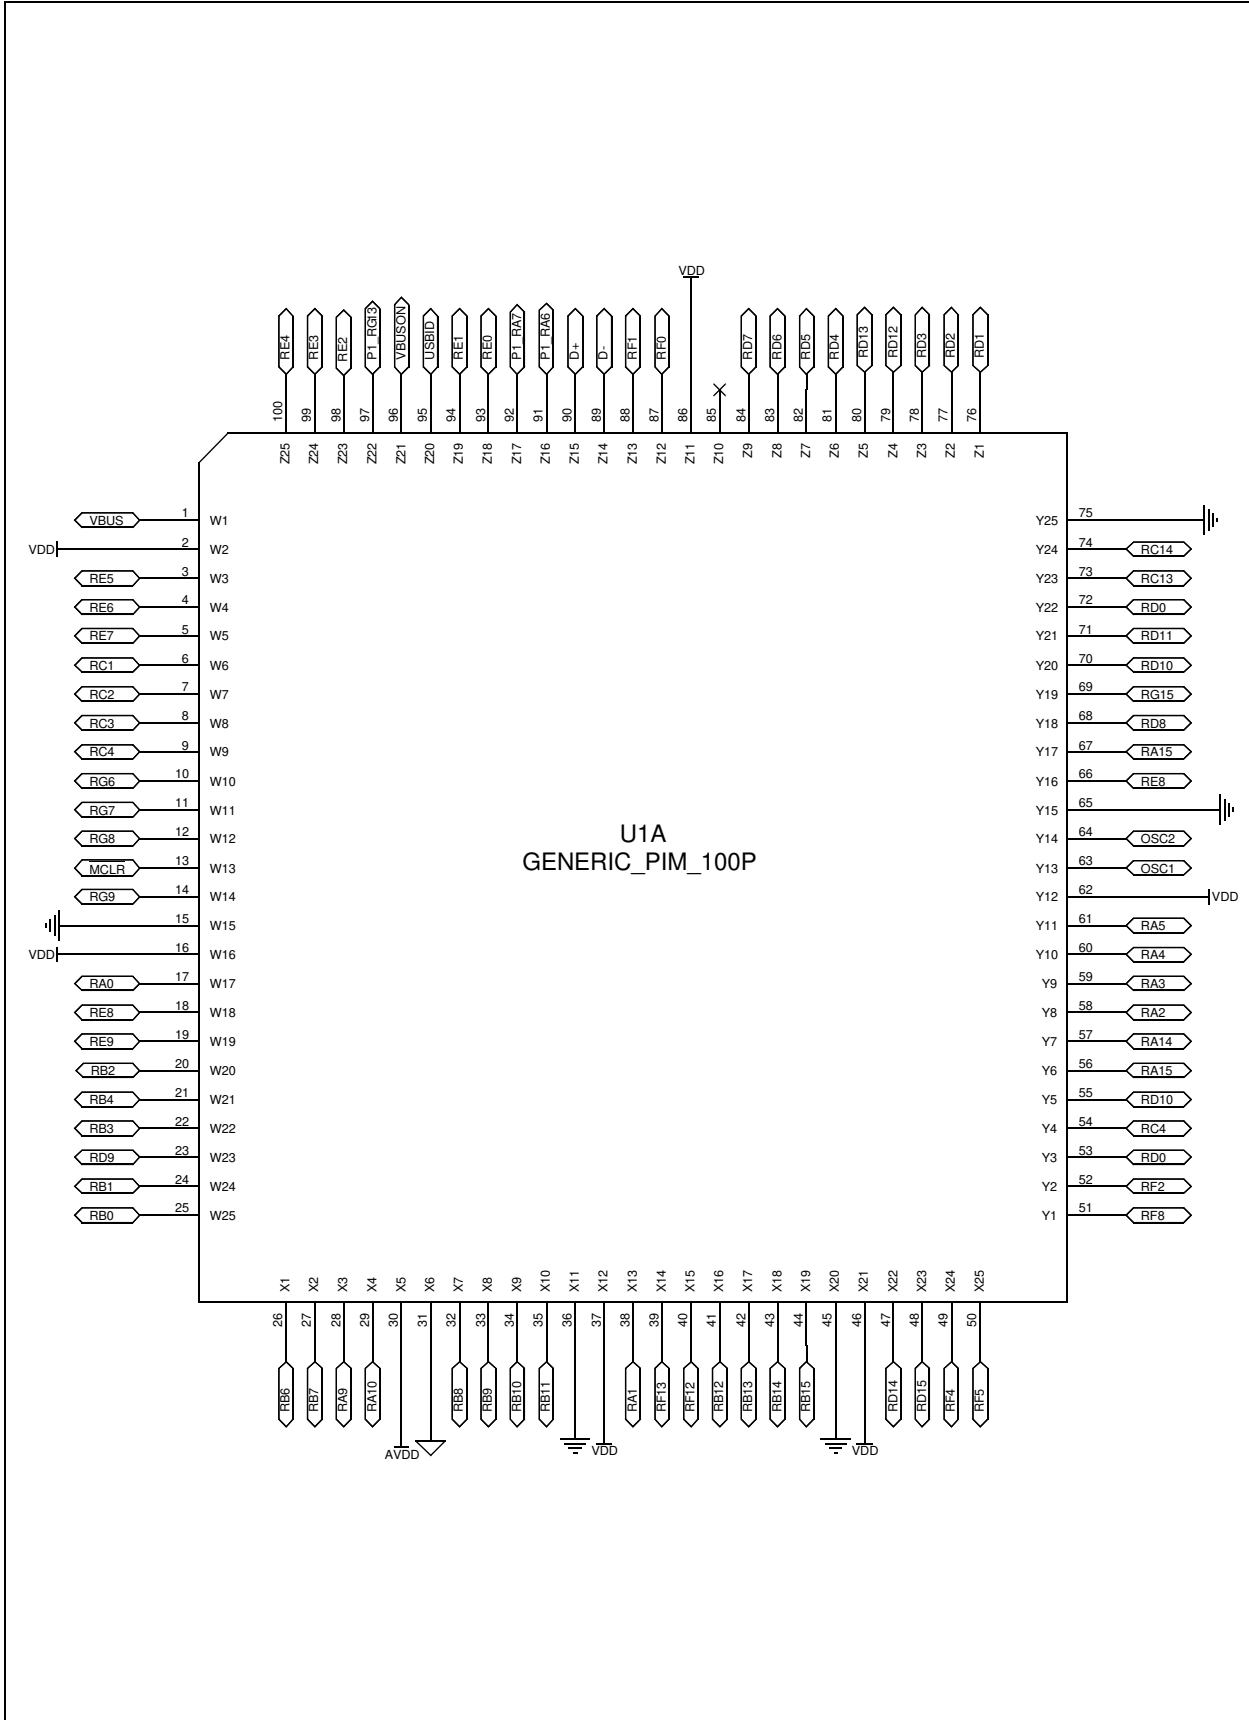 VDD
RE4 RE3 RE2 P1_RG13 VBUSON USBID RE1 RE0 P1_RA7 P1_RA6 D+ D- RF1 RF0 RD7 RD6 RD5 RD4 RD13 RD12 RD3 RD2 RD1
100 99 98 97 96 95 94 93 92 91 90 89 88 87 86 85 84 83 82 81 80 79 78 77 76
Z25 Z24 Z23 Z22 Z21 Z20 Z19 Z18 Z17 Z16 Z15 Z14 Z13 Z12 Z11 Z10 Z9 Z8 Z7 Z6 Z5 Z4 Z3 Z2 Z1
VBUS 1 W1 Y25 75
VDD 2 W2 Y24 74 RC14
RE5 3 W3 Y23 73 RC13
RE6 4 W4 Y22 72 RD0
RE7 5 W5 Y21 71 RD11
RC1 6 W6 Y20 70 RD10
RC2 7 W7 Y19 69 RG15
RC3 8 W8 Y18 68 RD8
RC4 9 W9 Y17 67 RA15
RG6 10 W10 Y16 66 RE8
RG7 11 W11 Y15 65
RG8 12 W12 Y14 64 OSC2
MCLR 13 W13 Y13 63 OSC1
RG9 14 W14 Y12 62 VDD
15 W15 Y11 61 RA5
VDD 16 W16 Y10 60 RA4
RA0 17 W17 Y9 59 RA3
RE8 18 W18 Y8 58 RA2
RE9 19 W19 Y7 57 RA14
RB2 20 W20 Y6 56 RA15
RB4 21 W21 Y5 55 RD10
RB3 22 W22 Y4 54 RC4
RD9 23 W23 Y3 53 RD0
RB1 24 W24 Y2 52 RF2
RB0 25 W25 Y1 51 RF8
U1A
GENERIC_PIM_100P
X1 X2 X3 X4 X5 X6 X7 X8 X9 X10 X11 X12 X13 X14 X15 X16 X17 X18 X19 X20 X21 X22 X23 X24 X25
26 27 28 29 30 31 32 33 34 35 36 37 38 39 40 41 42 43 44 45 46 47 48 49 50
RB6 RB7 RA9 RA10 RB8 RB9 RB10 RB11 RA1 RF13 RF12 RB12 RB13 RB14 RB15 RD14 RD15 RF4 RF5
AVDD VDD VDD